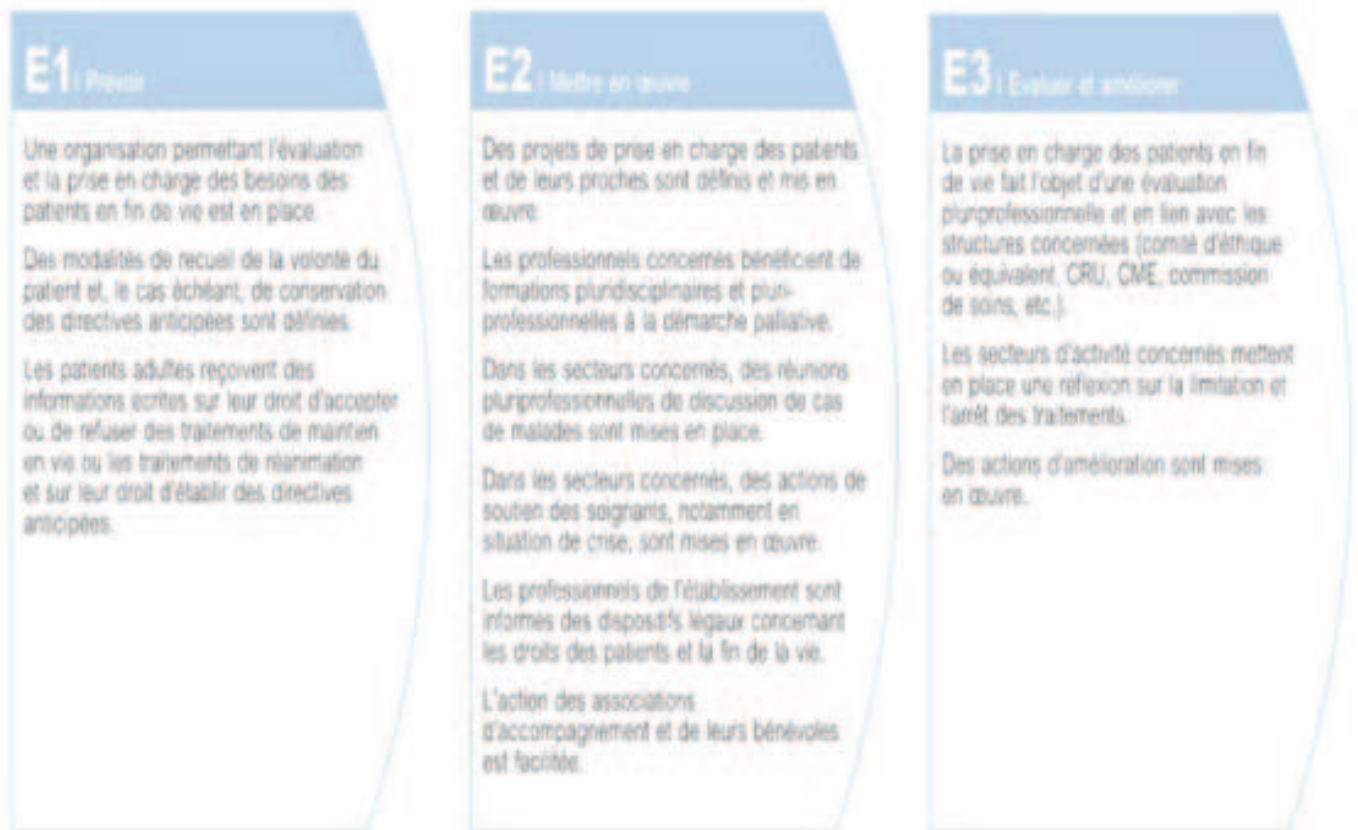 E1 | Prévoir
Une organisation permettant l'évaluation
et la prise en charge des besoins des
patients en fin de vie est en place.
Des modalités de recueil de la volonté du
patient et, le cas échéant, de conservation
des directives anticipées sont définies.
Les patients adultes reçoivent des
informations écrites sur leur droit d'accepter
ou de refuser des traitements de maintien
en vie ou les traitements de réanimation
et sur leur droit d'établir des directives
anticipées.
E2 | Mettre en œuvre
Des projets de prise en charge des patients
et de leurs proches sont définis et mis en
œuvre.
Les professionnels concernés bénéficient de
formations pluridisciplinaires et pluri-
professionnelles à la démarche palliative.
Dans les secteurs concernés, des réunions
pluriprofessionnelles de discussion de cas
de malades sont mises en place.
Dans les secteurs concernés, des actions de
soutien des soignants, notamment en
situation de crise, sont mises en œuvre.
Les professionnels de l'établissement sont
informés des dispositifs légaux concernant
les droits des patients et la fin de la vie.
L'action des associations
d'accompagnement et de leurs bénévoles
est facilitée.
E3 | Évaluer et améliorer
La prise en charge des patients en fin
de vie fait l'objet d'une évaluation
pluriprofessionnelle et en lien avec les
structures concernées (comité d'éthique
ou équivalent, CRU, CME, commission
de soins, etc.).
Les secteurs d'activité concernés mettent
en place une réflexion sur la limitation et
l'arrêt des traitements.
Des actions d'amélioration sont mises
en œuvre.